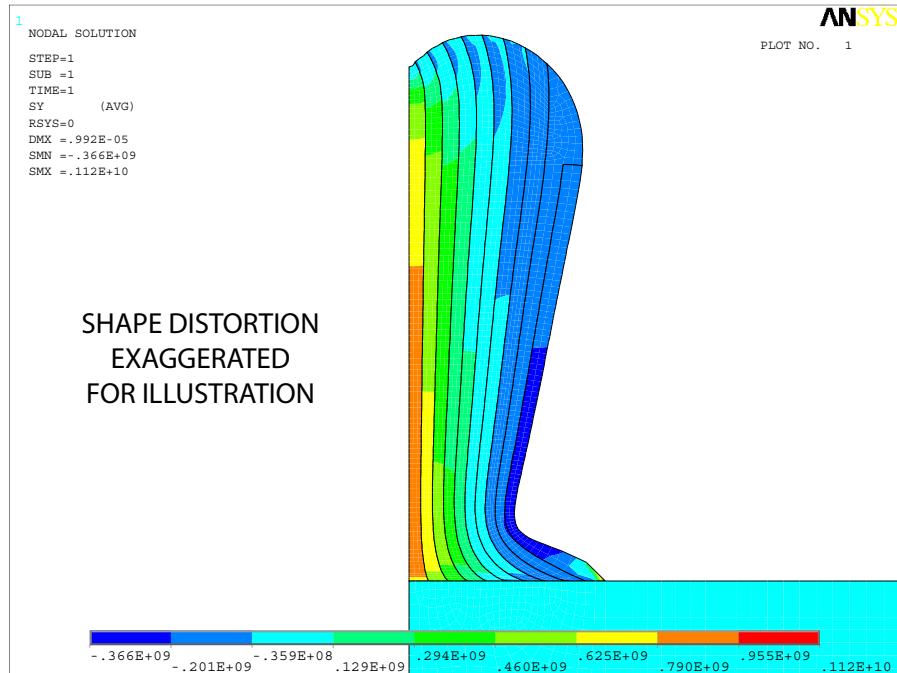 1
ANSYS
NODAL SOLUTION
PLOT NO. 1
STEP=1
SUB =1
TIME=1
SY (AVG)
RSYS=0
DMX =.992E-05
SMN =-.366E+09
SMX =.112E+10
SHAPE DISTORTION
EXAGGERATED
FOR ILLUSTRATION
-.366E+09 -.359E+08 .294E+09 .625E+09 .955E+09
-.201E+09 .129E+09 .460E+09 .790E+09 .112E+10